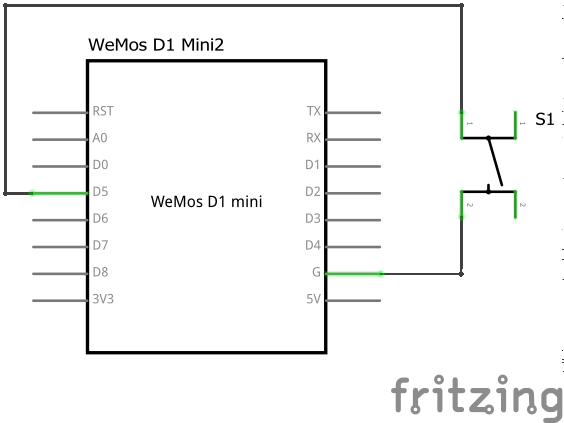 WeMos D1 Mini2
RST TX
A0 RX
D0 D1
D5 D2
WeMos D1 mini
D6 D3
D7 D4
D8 G
3V3 5V
1 1 S1
2 2
fritzing